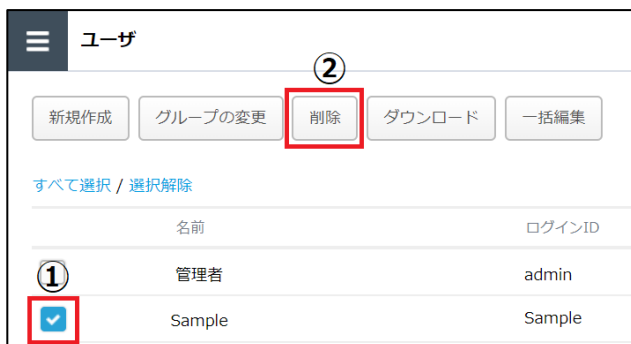 ユーザ
②
新規作成 グループの変更 削除 ダウンロード 一括編集
すべて選択 / 選択解除
名前 ログインID
①
管理者 admin
Sample Sample